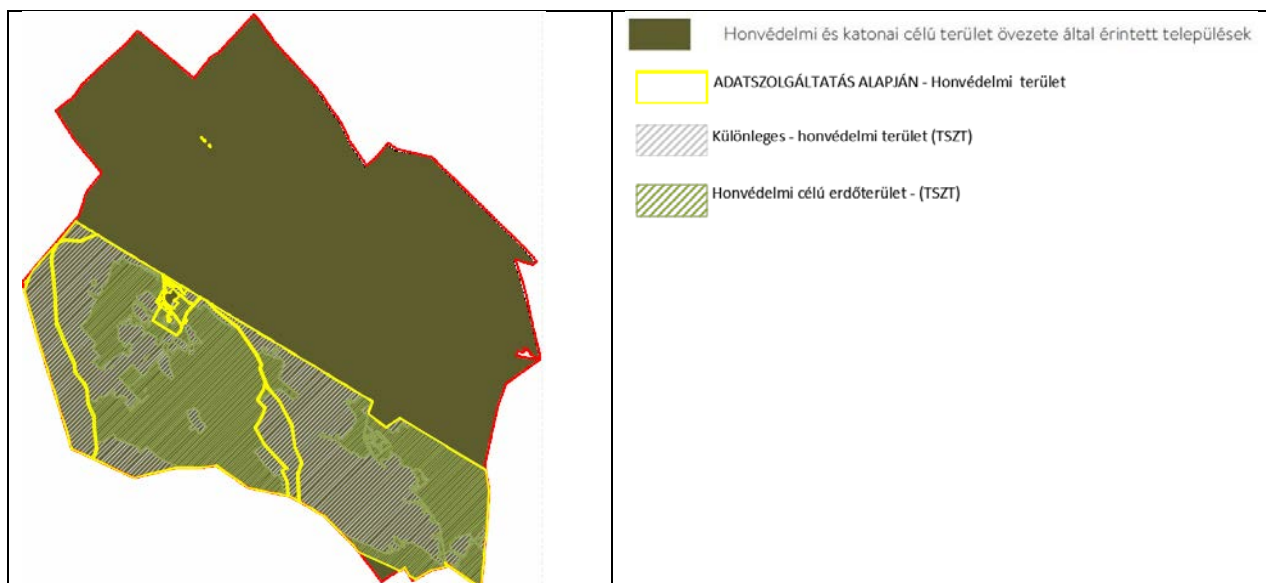 Honvédelmi és katonai célú terület övezete által érintett települések
ADATSZOLGÁLTATÁS ALAPJÁN - Honvédelmi terület
Különleges - honvédelmi terület (TSZT)
Honvédelmi célú erdőterület - (TSZT)